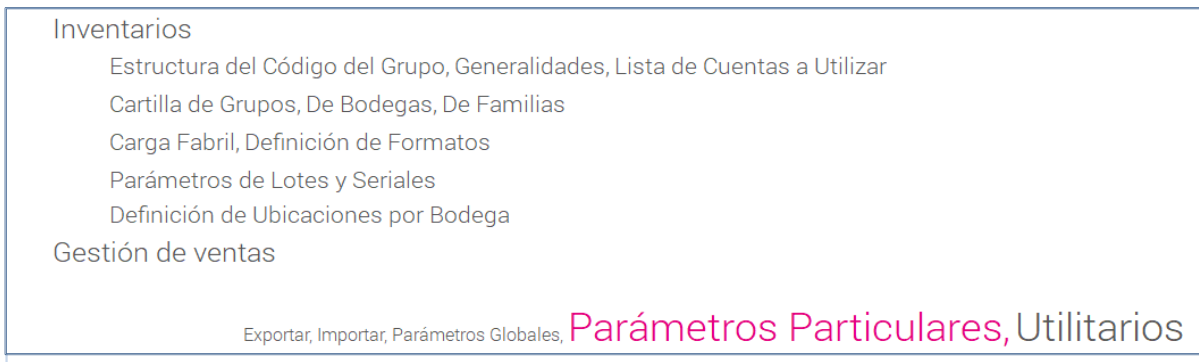 Inventarios
Estructura del Código del Grupo, Generalidades, Lista de Cuentas a Utilizar
Cartilla de Grupos, De Bodegas, De Familias
Carga Fabril, Definición de Formatos
Parámetros de Lotes y Seriales
Definición de Ubicaciones por Bodega
Gestión de ventas
Exportar, Importar, Parámetros Globales, Parámetros Particulares, Utilitarios